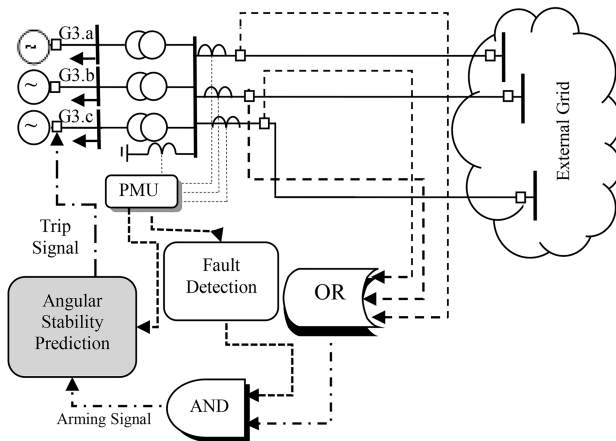 G3.a
G3.b
G3.c
~
~
~
External Grid
PMU
Trip
Signal
Fault
Detection
OR
Angular
Stability
Prediction
Arming Signal
AND